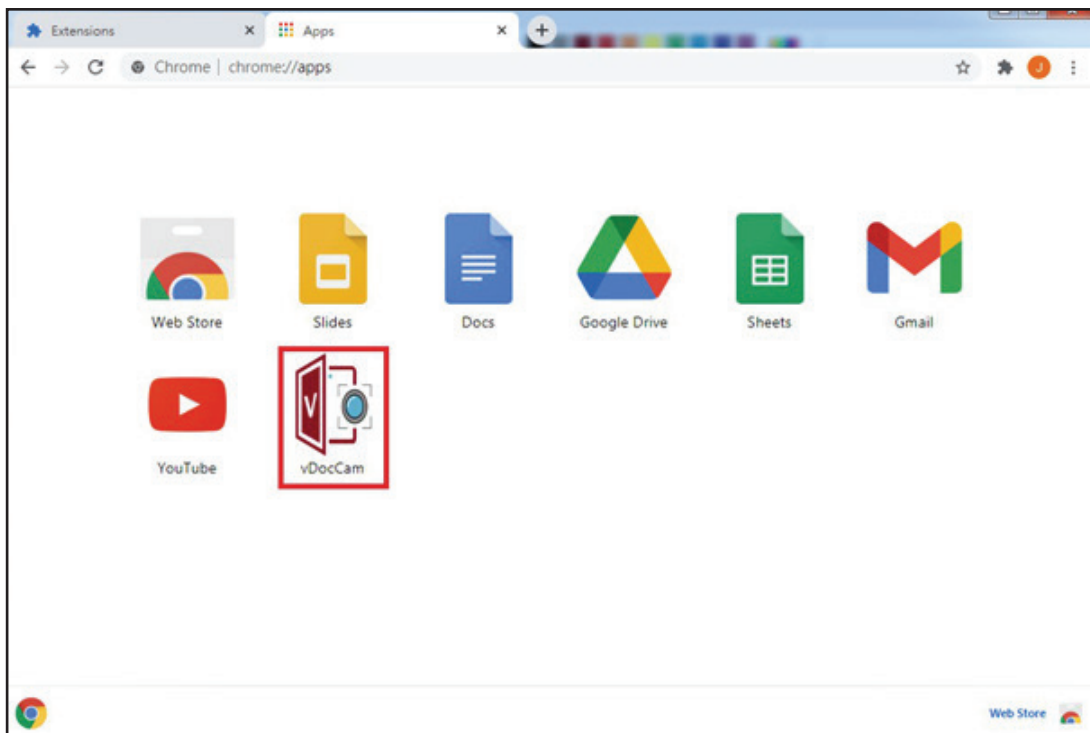 Extensions Apps
Chrome | chrome://apps
J
Web Store Slides Docs Google Drive Sheets Gmail
V
YouTube vDocCam
Web Store